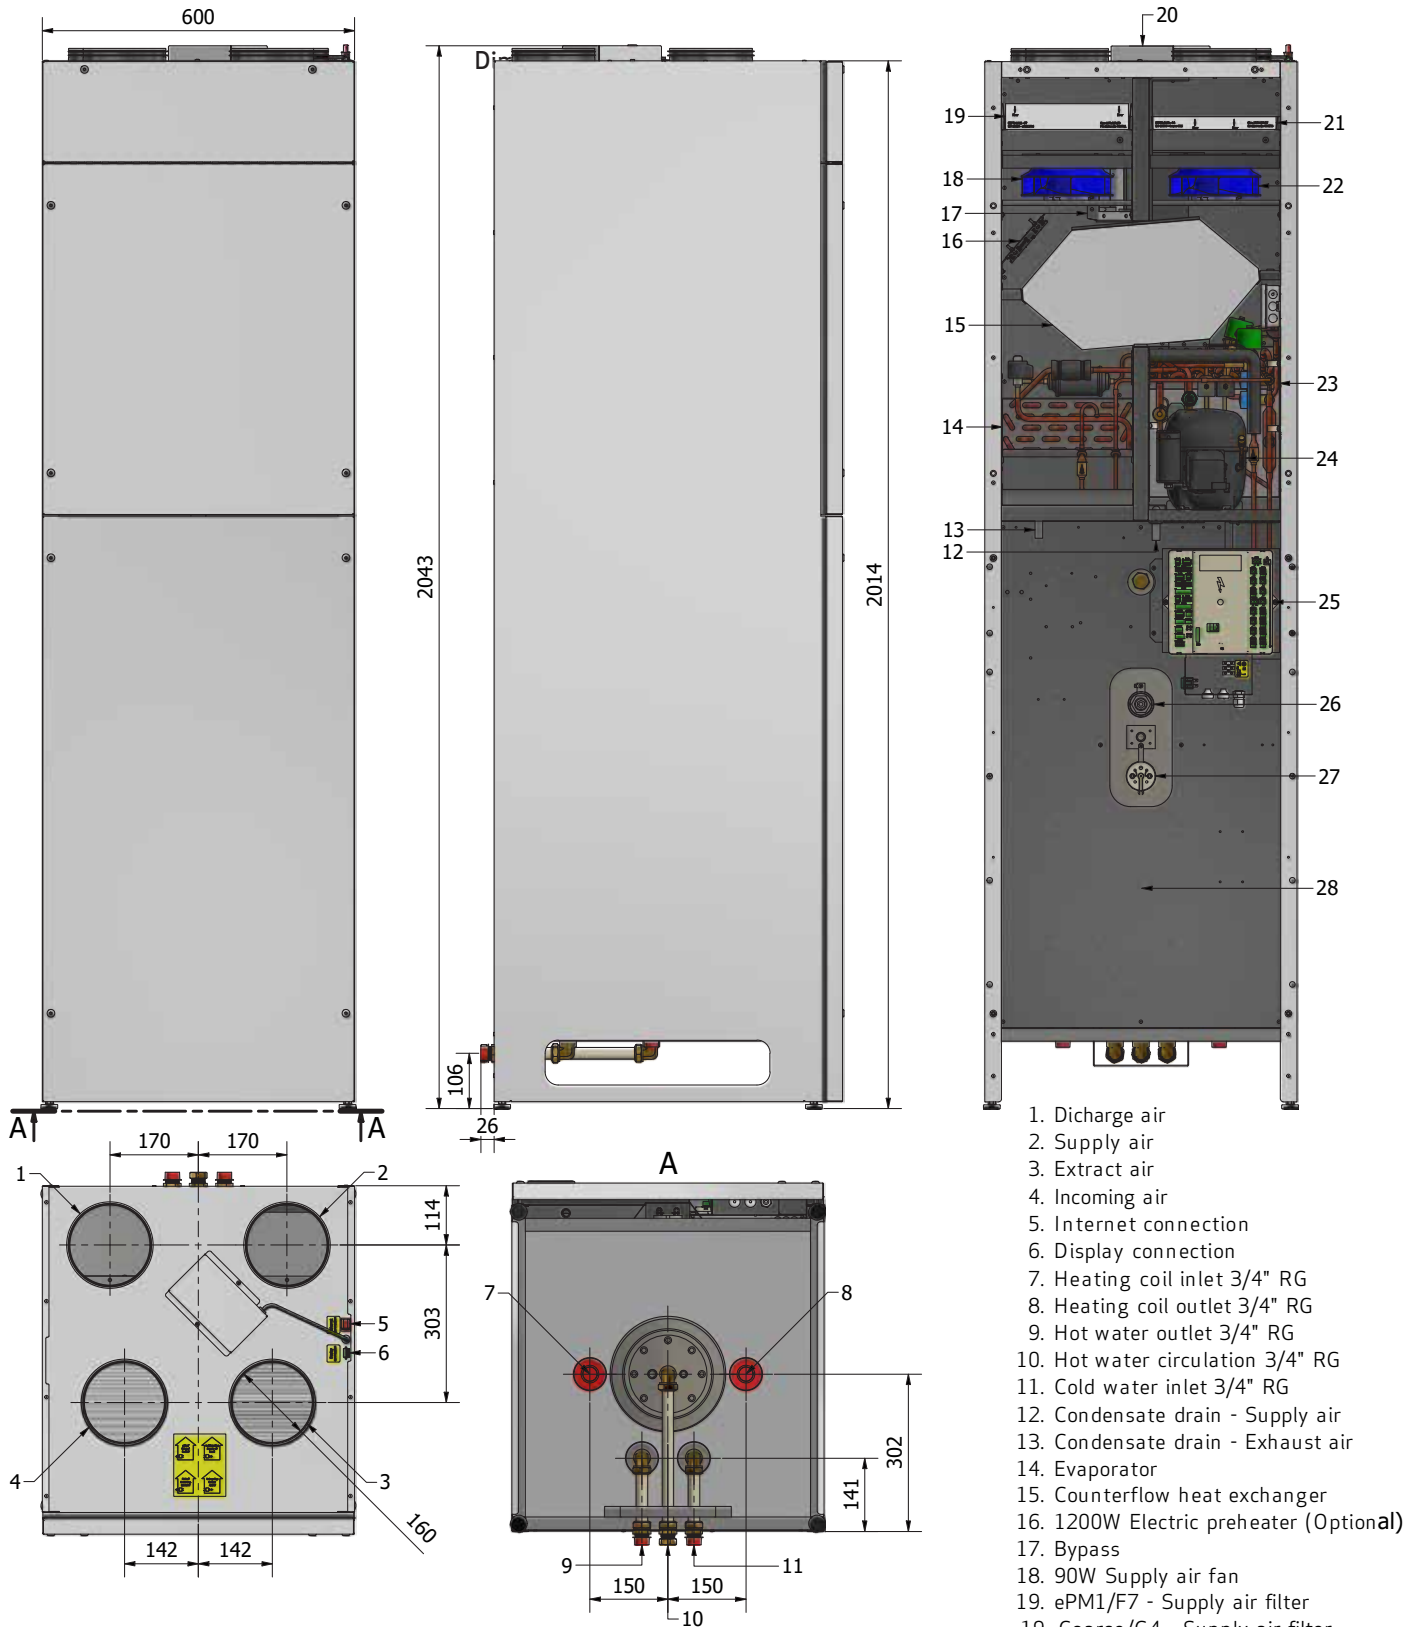 600
20
Di
19
21
18
22
17
16
15
23
14
24
13
12
2043
2014
25
26
27
28
106
26
A
A
170
170
1
2
114
303
5
6
4
3
160
142
142
A
7
8
302
141
9
11
150
150
10
1. Dicharge air
2. Supply air
3. Extract air
4. Incoming air
5. Internet connection
6. Display connection
7. Heating coil inlet 3/4" RG
8. Heating coil outlet 3/4" RG
9. Hot water outlet 3/4" RG
10. Hot water circulation 3/4" RG
11. Cold water inlet 3/4" RG
12. Condensate drain - Supply air
13. Condensate drain - Exhaust air
14. Evaporator
15. Counterflow heat exchanger
16. 1200W Electric preheater (Optional)
17. Bypass
18. 90W Supply air fan
19. ePM1/F7 - Supply air filter
19. Coarse/G4 - Supply air filter